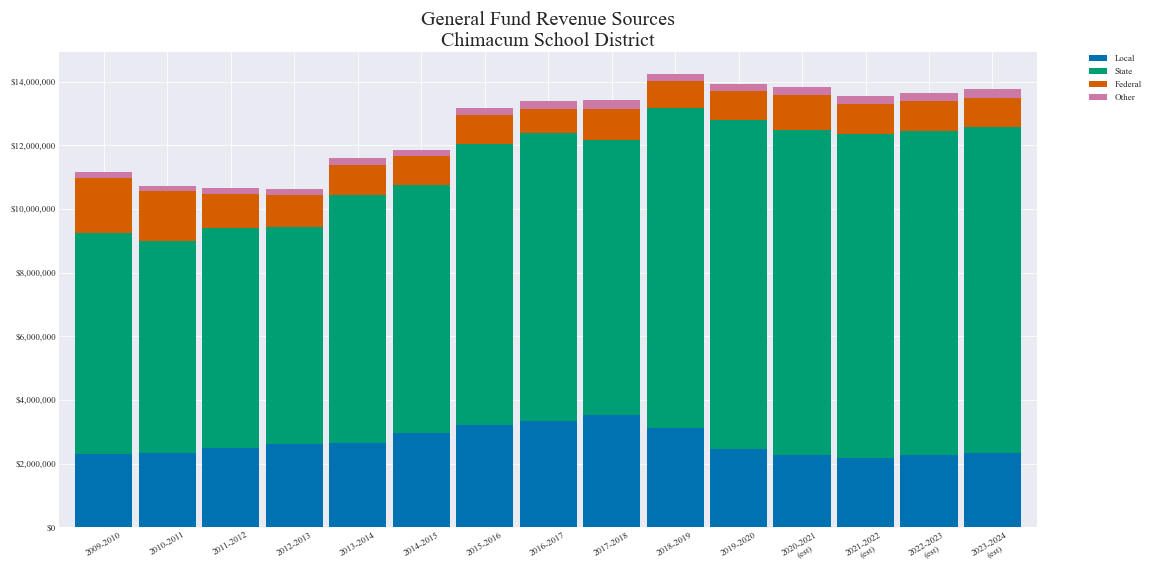 General Fund Revenue Sources
Chimacum School District
$14,000,000
$12,000,000
$10,000,000
$8,000,000
$6,000,000
$4,000,000
$2,000,000
$0
2009-2010
2010-2011
2011-2012
2012-2013
2013-2014
2014-2015
2015-2016
2016-2017
2017-2018
2018-2019
2019-2020
2020-2021
(est)
2021-2022
(est)
2022-2023
(est)
2023-2024
(est)
Local
State
Federal
Other